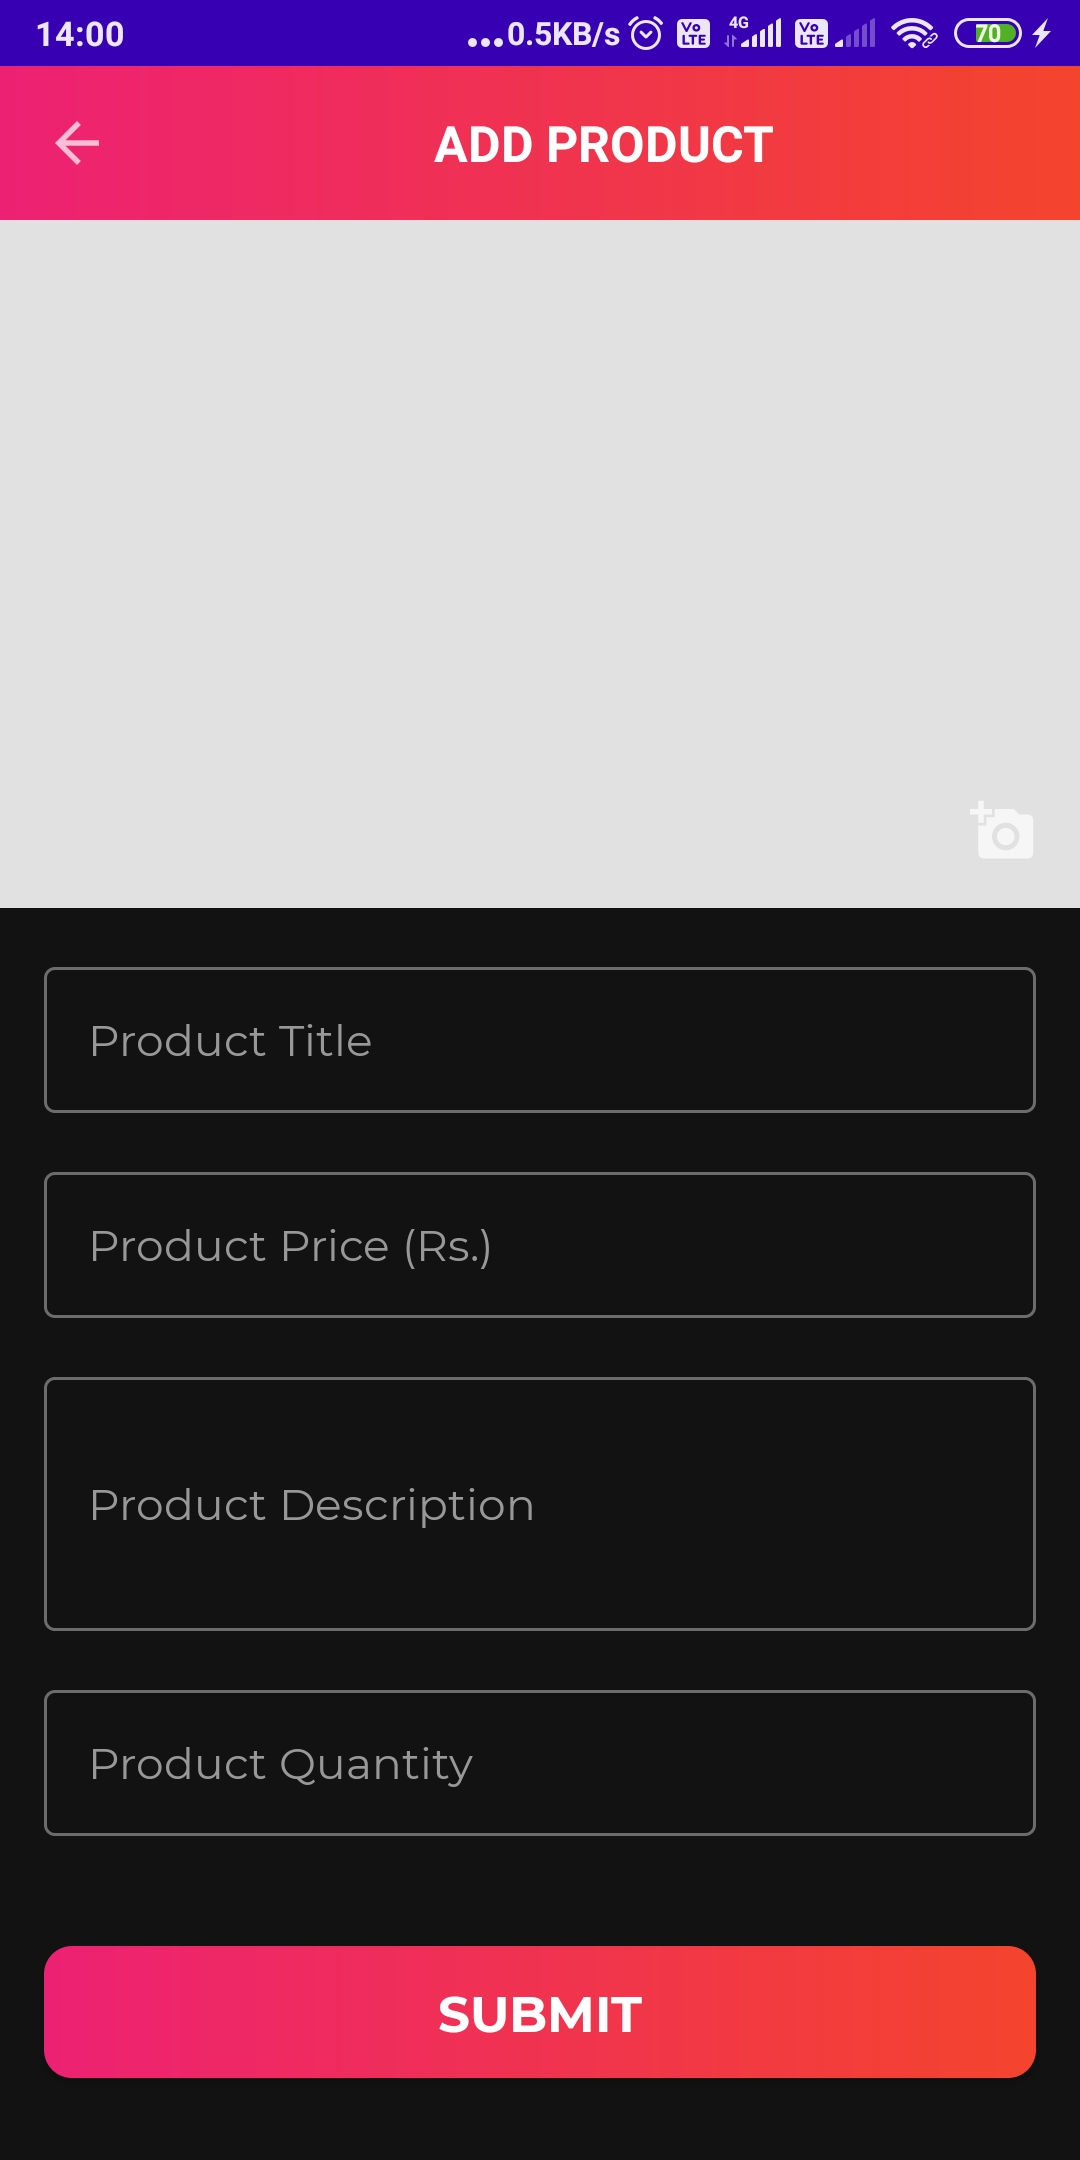 14:00 ...0.5KB/s Vo LTE 4G Vo LTE 70
ADD PRODUCT
Product Title
Product Price (Rs.)
Product Description
Product Quantity
SUBMIT